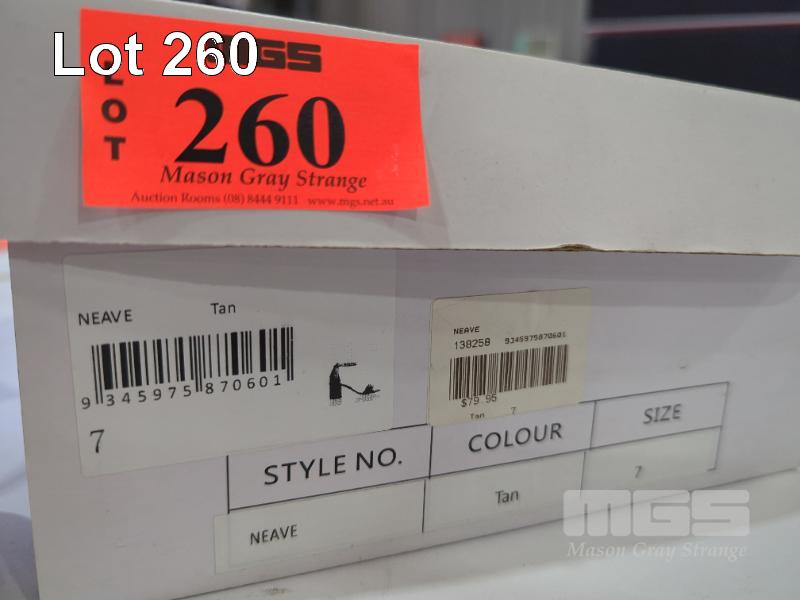 Lot 260
MGS
LOT
260
Mason Gray Strange
Auction Rooms (08) 8444 9111 www.mgs.net.au
NEAVE Tan
9 345975 870601
7
NEAVE
138258 9345975870601
$79.95
Tan 7
STYLE NO. COLOUR SIZE
NEAVE Tan 7
MGS
Mason Gray Strange